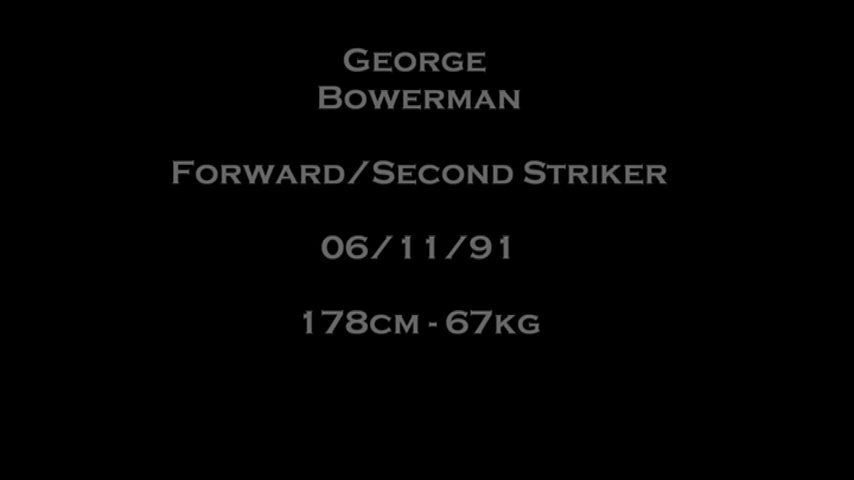 George
Bowerman
Forward/Second Striker
06/11/91
178cm - 67kg